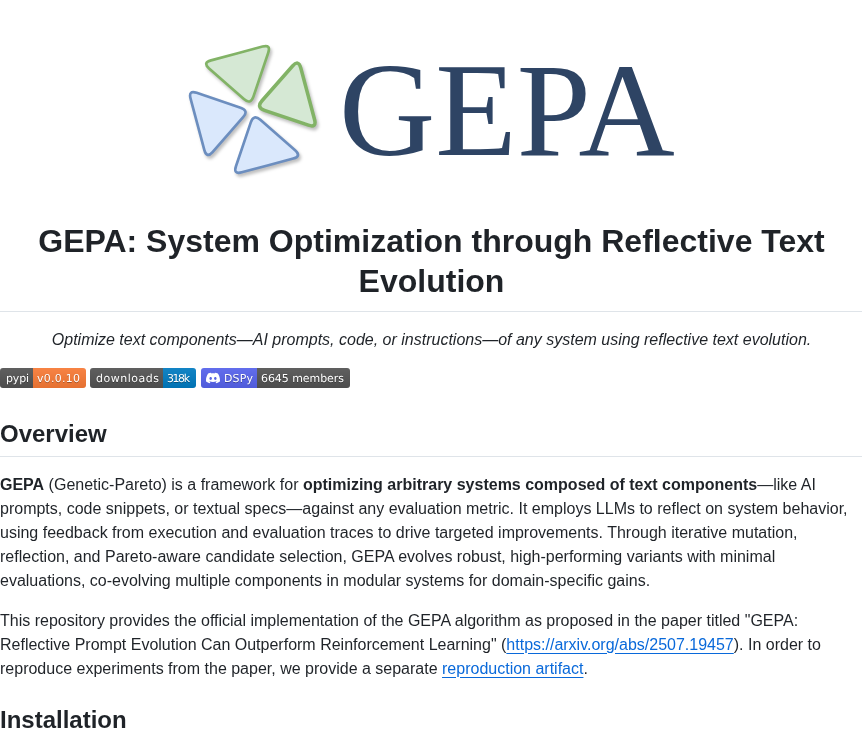 GEPA
GEPA: System Optimization through Reflective Text
Evolution
Optimize text components—AI prompts, code, or instructions—of any system using reflective text evolution.
pypi v0.0.10 downloads 318k DSPy 6645 members
Overview
GEPA (Genetic-Pareto) is a framework for optimizing arbitrary systems composed of text components—like AI
prompts, code snippets, or textual specs—against any evaluation metric. It employs LLMs to reflect on system behavior,
using feedback from execution and evaluation traces to drive targeted improvements. Through iterative mutation,
reflection, and Pareto-aware candidate selection, GEPA evolves robust, high-performing variants with minimal
evaluations, co-evolving multiple components in modular systems for domain-specific gains.
This repository provides the official implementation of the GEPA algorithm as proposed in the paper titled "GEPA:
Reflective Prompt Evolution Can Outperform Reinforcement Learning" (https://arxiv.org/abs/2507.19457). In order to
reproduce experiments from the paper, we provide a separate reproduction artifact.
Installation